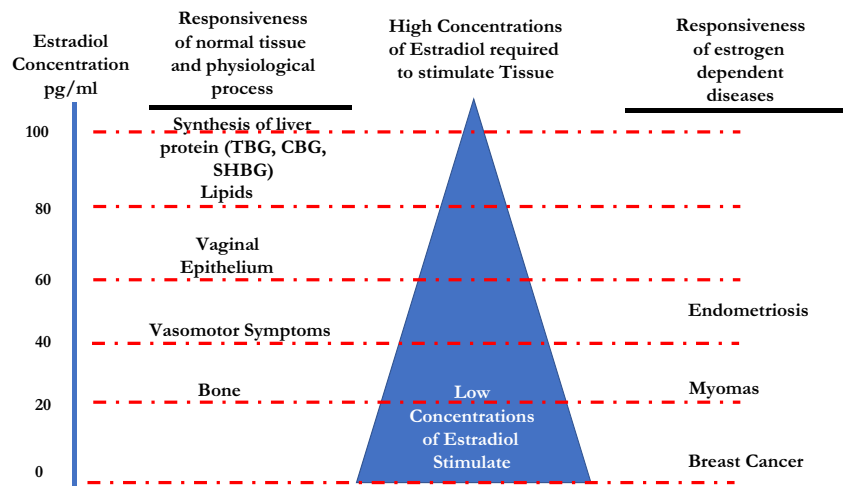 Estradiol
Concentration
pg/ml
Responsiveness
of normal tissue
and physiological
process
High Concentrations
of Estradiol required
to stimulate Tissue
Responsiveness
of estrogen
dependent
diseases
100
Synthesis of liver
protein (TBG, CBG,
SHBG)
Lipids
80
Vaginal
Epithelium
60
Endometriosis
Vasomotor Symptoms
40
Bone
Myomas
20
Low
Concentrations
of Estradiol
Stimulate
Breast Cancer
0